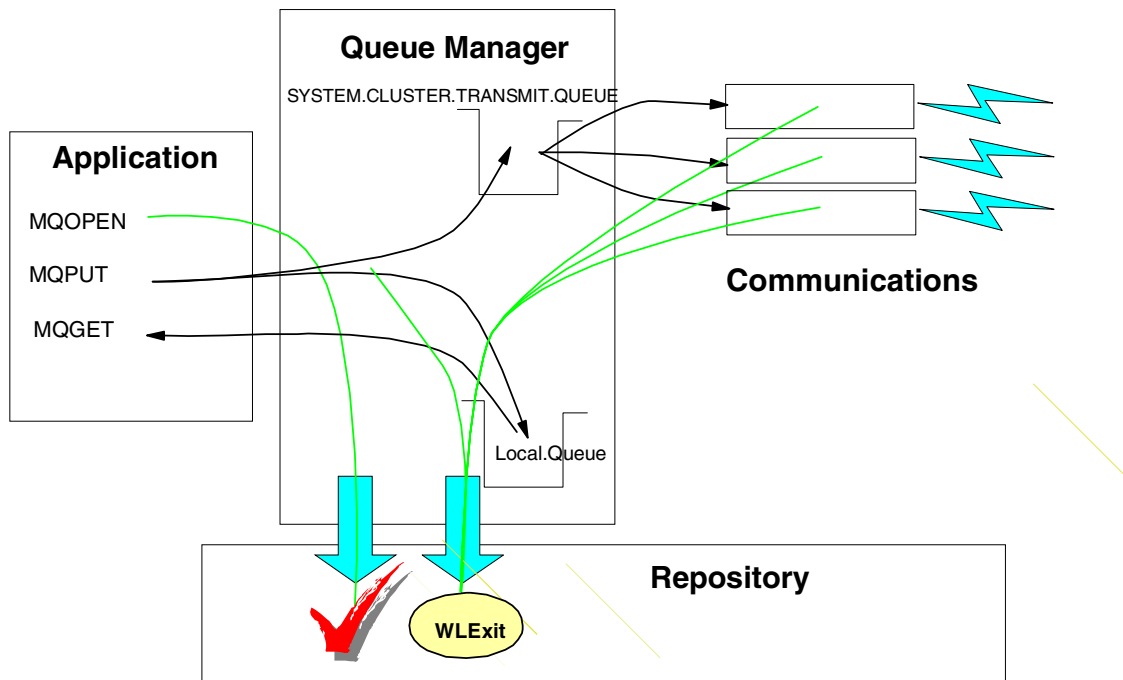 Queue Manager
SYSTEM.CLUSTER.TRANSMIT.QUEUE
Application
MQOPEN
MQPUT
MQGET
Communications
Local.Queue
Repository
WLExit